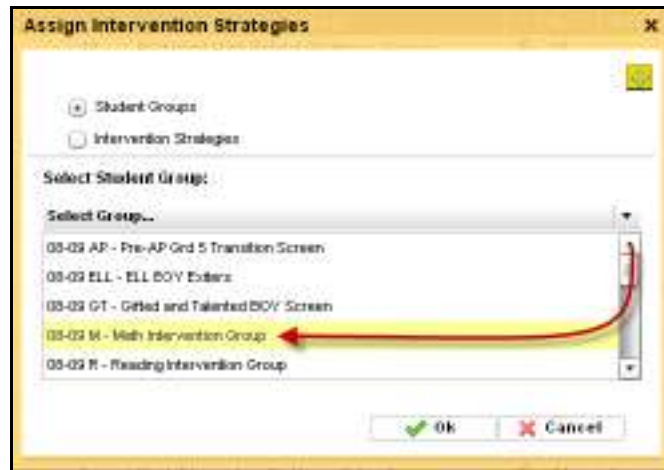 Assign Intervention Strategies
Student Groups
Intervention Strategies
Select Student Group:
Select Group...
08-09 AP - Pre-AP Grd 5 Transition Screen
08-09 ELL - ELL BOY Exiters
08-09 GT - Gifted and Talented BOY Screen
08-09 M - Math Intervention Group
08-09 R - Reading Intervention Group
Ok
Cancel